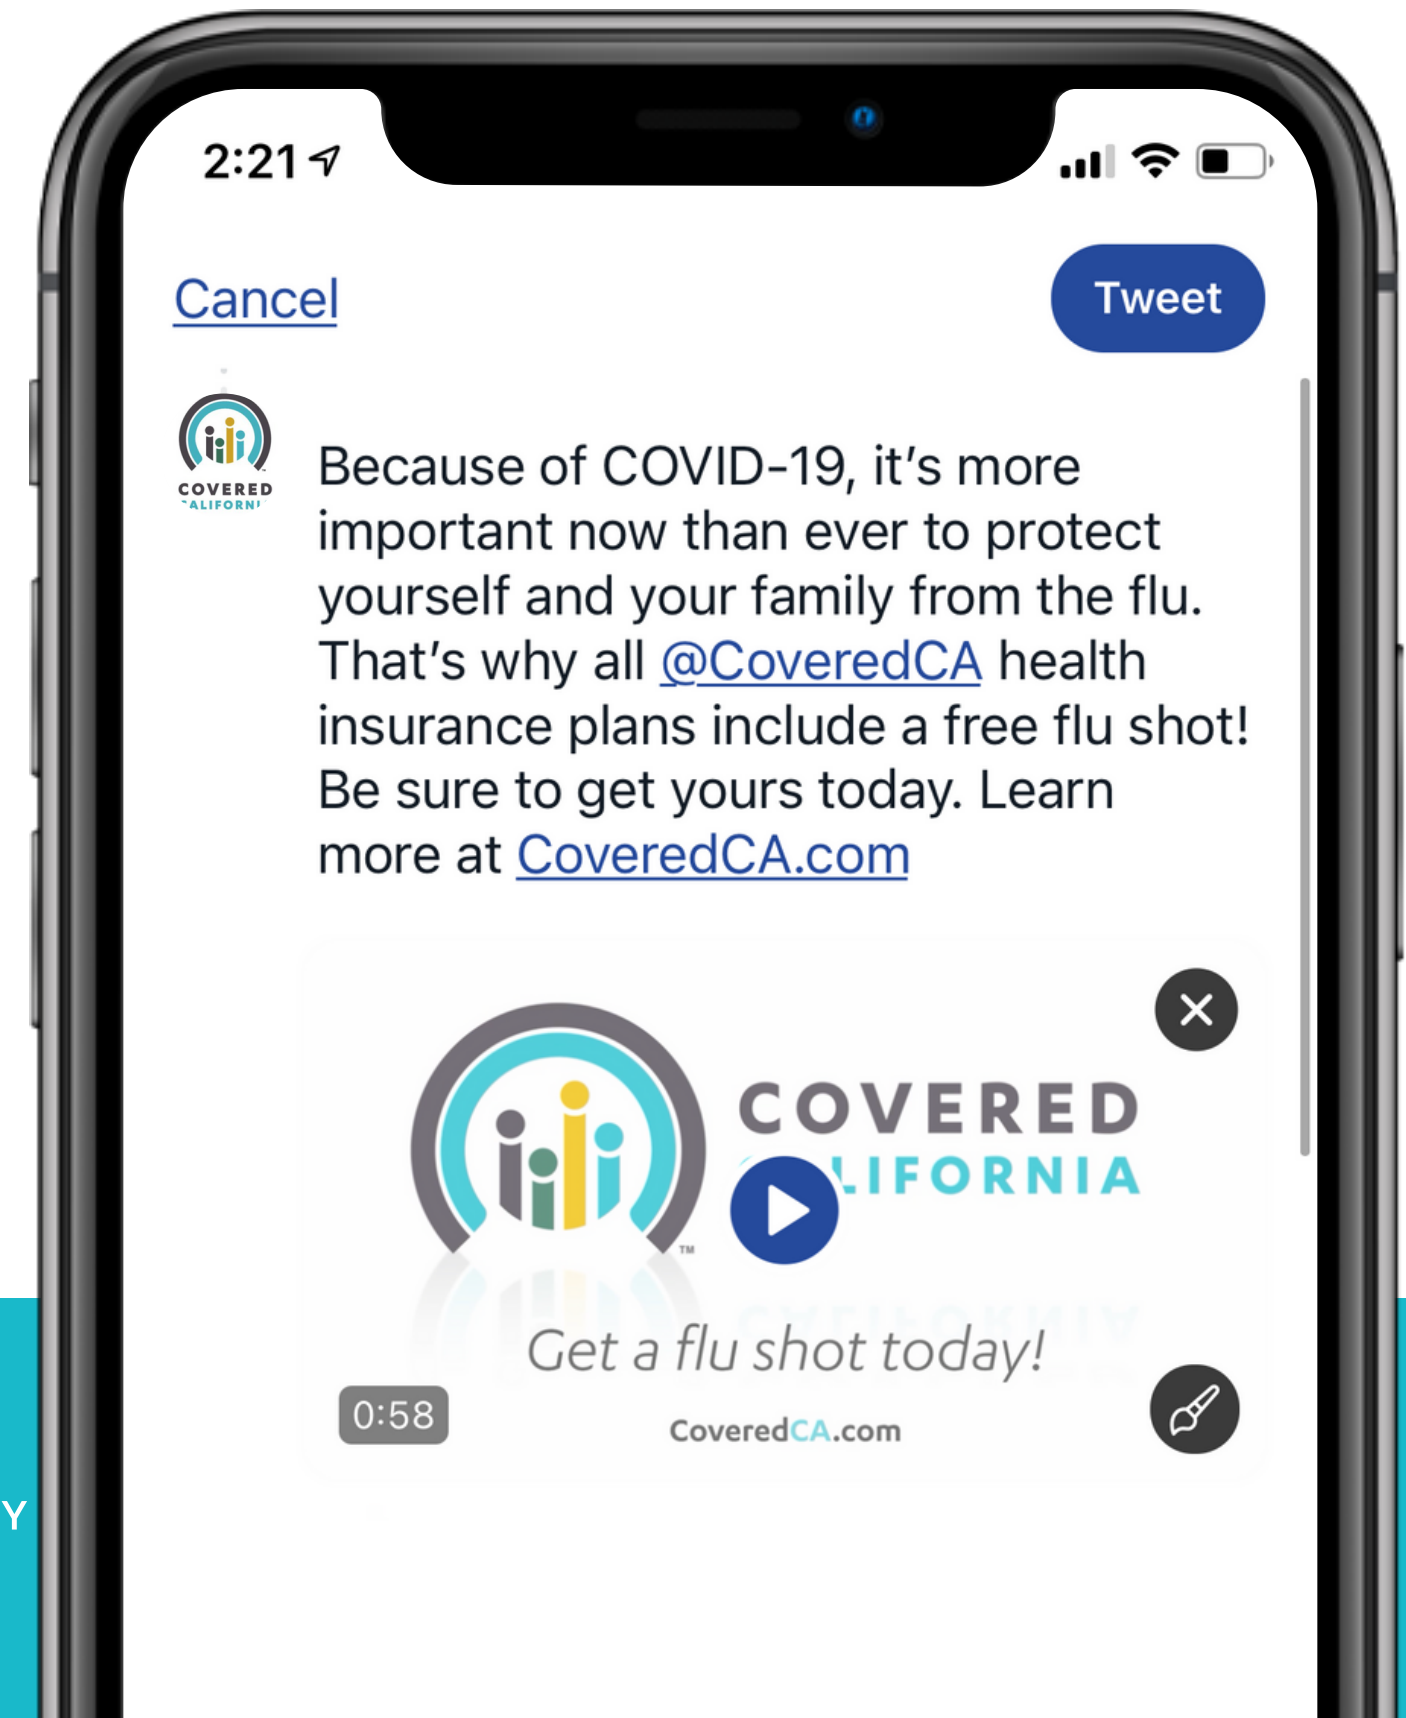 2:21
Cancel
Tweet
COVERED
Because of COVID-19, it's more
important now than ever to protect
yourself and your family from the flu.
That's why all @CoveredCA health
insurance plans include a free flu shot!
Be sure to get yours today. Learn
more at CoveredCA.com
COVERED
LIFORNIA
TM
Get a flu shot today!
0:58
CoveredCA.com
Y